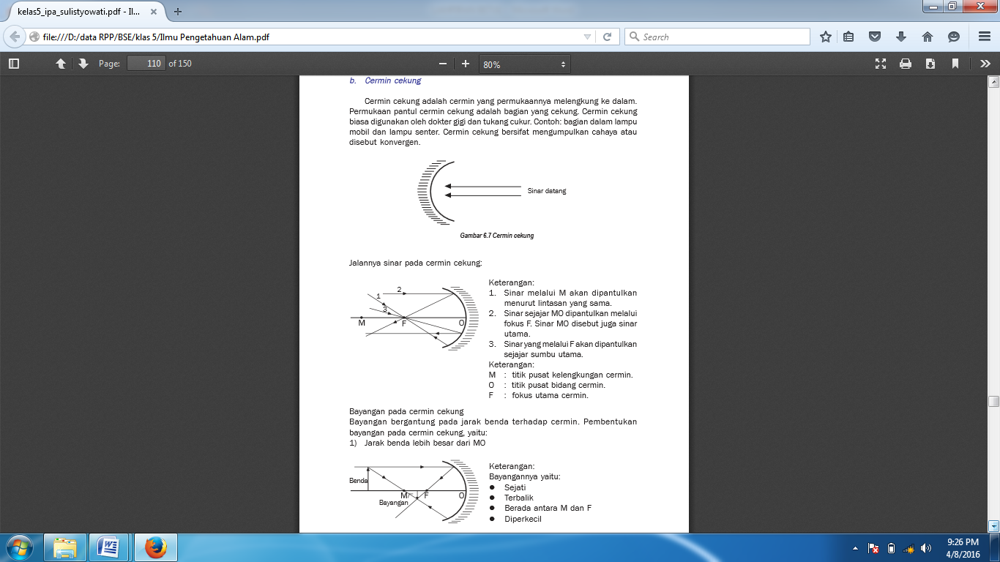 kelas5_ipa_sulistyowati.pdf - Il...
file:///D:/data RPP/BSE/klas 5/Ilmu Pengetahuan Alam.pdf
Search
Page: 110 of 150
80%
b. Cermin cekung
Cermin cekung adalah cermin yang permukaannya melengkung ke dalam.
Permukaan pantul cermin cekung adalah bagian yang cekung. Cermin cekung
biasa digunakan oleh dokter gigi dan tukang cukur. Contoh: bagian dalam lampu
mobil dan lampu senter. Cermin cekung bersifat mengumpulkan cahaya atau
disebut konvergen.
Sinar datang
Gambar 6.7 Cermin cekung
Jalannya sinar pada cermin cekung:
1
2
3
M
F
O
Keterangan:
1. Sinar melalui M akan dipantulkan
menurut lintasan yang sama.
2. Sinar sejajar MO dipantulkan melalui
fokus F. Sinar MO disebut juga sinar
utama.
3. Sinar yang melalui F akan dipantulkan
sejajar sumbu utama.
Keterangan:
M : titik pusat kelengkungan cermin.
O : titik pusat bidang cermin.
F : fokus utama cermin.
Bayangan pada cermin cekung
Bayangan bergantung pada jarak benda terhadap cermin. Pembentukan
bayangan pada cermin cekung, yaitu:
1) Jarak benda lebih besar dari MO
Benda
M
F
O
Bayangan
Keterangan:
Bayangannya yaitu:
● Sejati
● Terbalik
● Berada antara M dan F
● Diperkecil
9:26 PM
4/8/2016